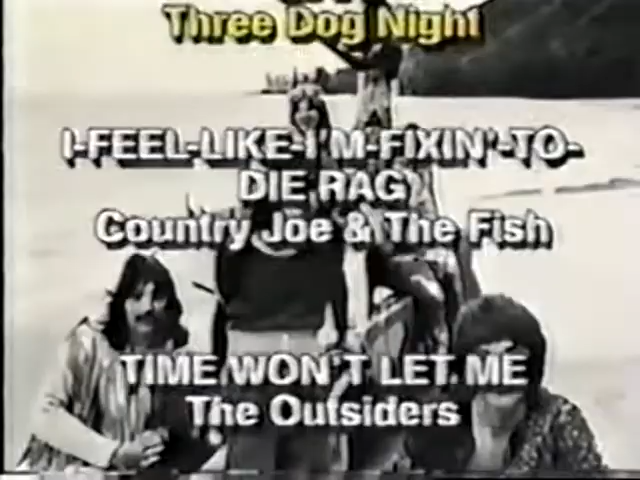 Three Dog Night
I-FEEL-LIKE-I'M-FIXIN'-TO-
DIE RAG
Country Joe & The Fish
TIME WON'T LET ME
The Outsiders